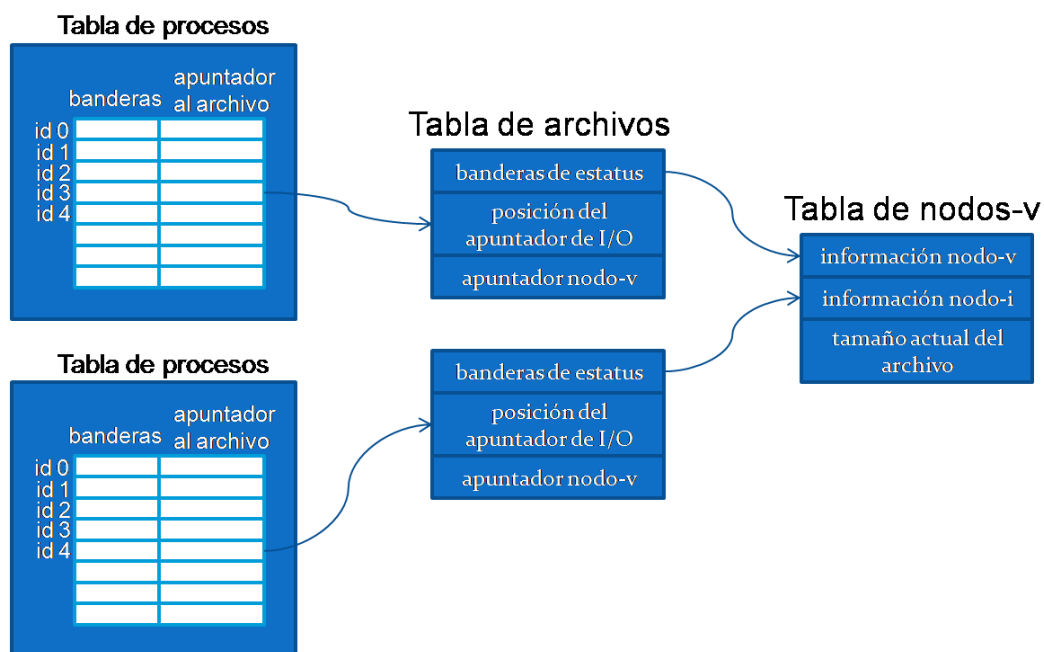 Tabla de procesos
banderas
apuntador
al archivo
id 0
id 1
id 2
id 3
id 4
Tabla de archivos
banderas de estatus
posición del
apuntador de I/O
apuntador nodo-v
Tabla de nodos-v
información nodo-v
información nodo-i
tamaño actual del
archivo
Tabla de procesos
banderas
apuntador
al archivo
id 0
id 1
id 2
id 3
id 4
banderas de estatus
posición del
apuntador de I/O
apuntador nodo-v